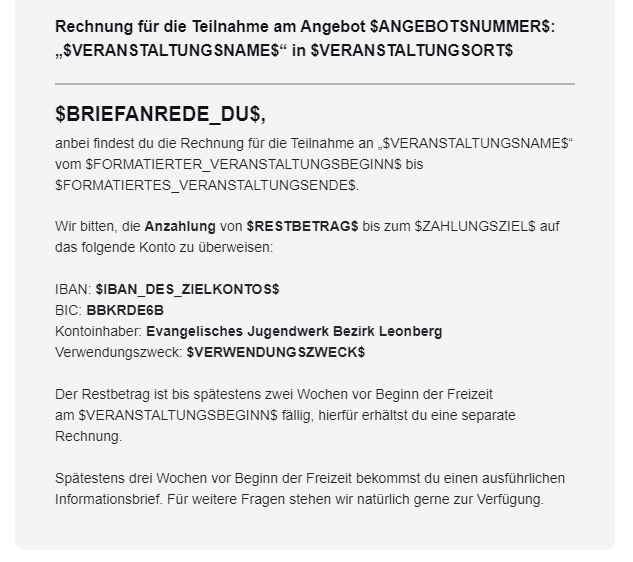 Rechnung für die Teilnahme am Angebot $ANGEBOTSNUMMER$:
„$VERANSTALTUNGSNAME$“ in $VERANSTALTUNGSORT$
$BRIEFANREDE_DU$,
anbei findest du die Rechnung für die Teilnahme an „$VERANSTALTUNGSNAME$“
vom $FORMATIERTER_VERANSTALTUNGSBEGINN$ bis
$FORMATIERTES_VERANSTALTUNGSENDE$.
Wir bitten, die Anzahlung von $RESTBETRAG$ bis zum $ZAHLUNGSZIEL$ auf
das folgende Konto zu überweisen:
IBAN: $IBAN_DES_ZIELKONTOS$
BIC: BBKRDE6B
Kontoinhaber: Evangelisches Jugendwerk Bezirk Leonberg
Verwendungszweck: $VERWENDUNGSZWECK$
Der Restbetrag ist bis spätestens zwei Wochen vor Beginn der Freizeit
am $VERANSTALTUNGSBEGINN$ fällig, hierfür erhältst du eine separate
Rechnung.
Spätestens drei Wochen vor Beginn der Freizeit bekommst du einen ausführlichen
Informationsbrief. Für weitere Fragen stehen wir natürlich gerne zur Verfügung.